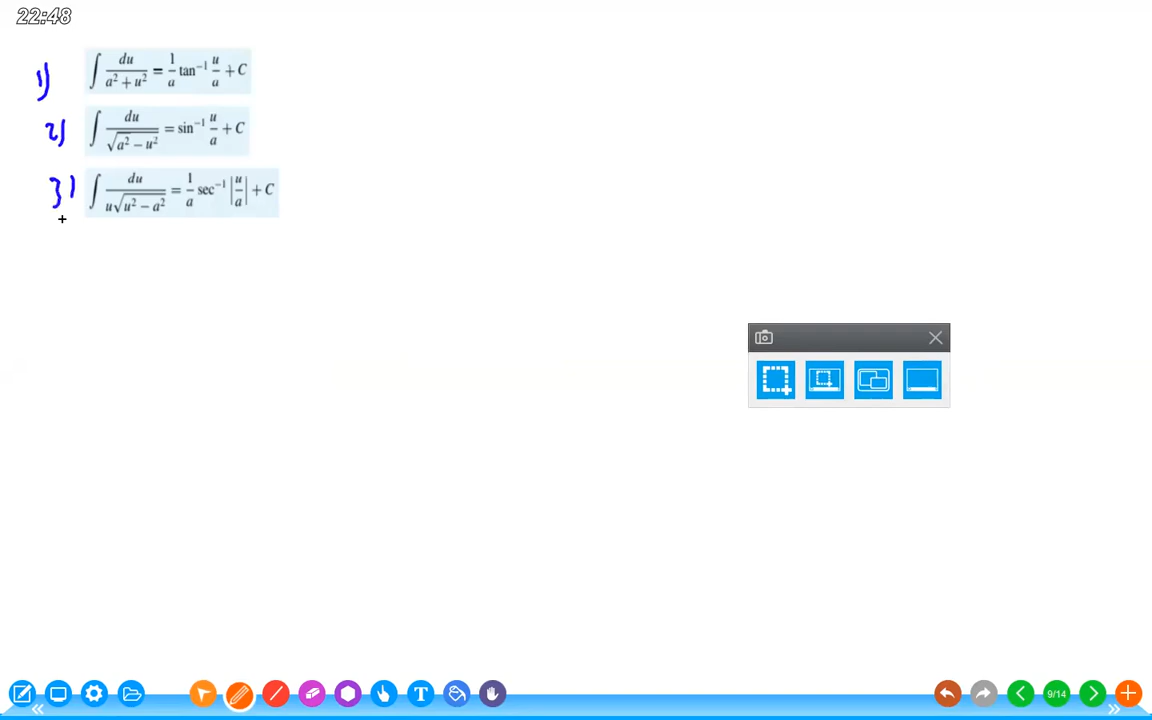 22:48
1) ∫ du / (a² + u²) = 1/a tan⁻¹ u/a + C
2) ∫ du / √(a² − u²) = sin⁻¹ u/a + C
3) ∫ du / (u√(u² − a²)) = 1/a sec⁻¹ |u/a| + C
T
9/14